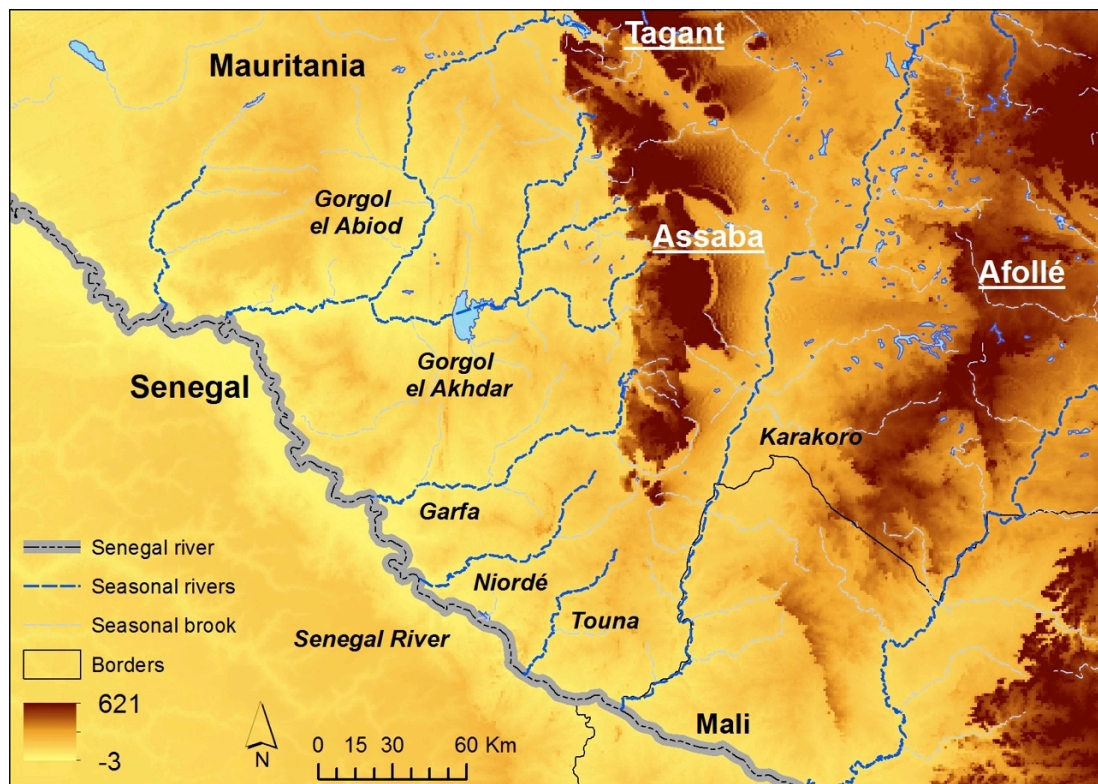 Tagant
Mauritania
Gorgol
el Abiod
Assaba
Afollé
Gorgol
el Akhdar
Senegal
Karakoro
Garfa
Niordé
Touna
Senegal River
Mali
Senegal river
Seasonal rivers
Seasonal brook
Borders
621
-3
N
0 15 30 60 Km